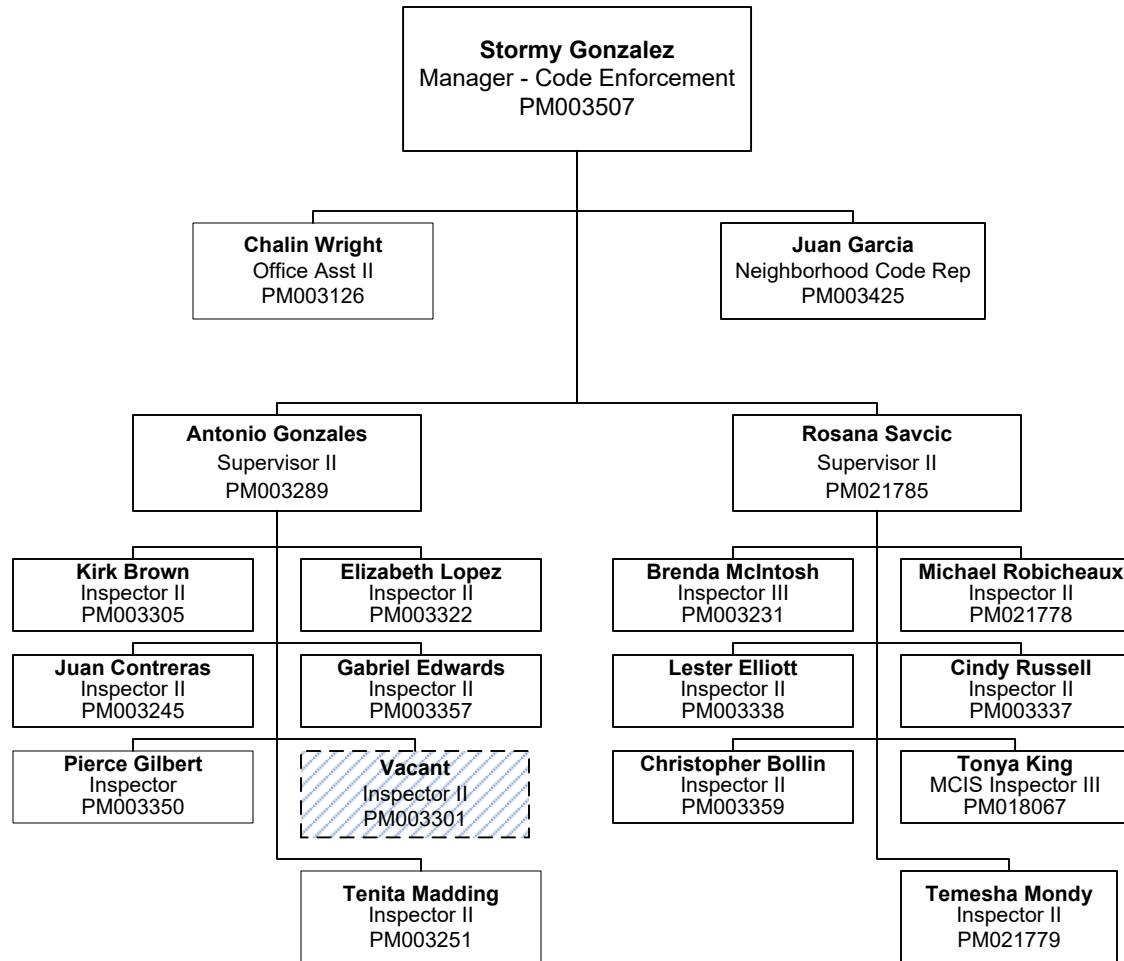 Stormy Gonzalez
Manager - Code Enforcement
PM003507
Chalin Wright
Office Asst II
PM003126
Juan Garcia
Neighborhood Code Rep
PM003425
Antonio Gonzales
Supervisor II
PM003289
Rosana Savcic
Supervisor II
PM021785
Kirk Brown
Inspector II
PM003305
Elizabeth Lopez
Inspector II
PM003322
Brenda McIntosh
Inspector III
PM003231
Michael Robicheaux
Inspector II
PM021778
Juan Contreras
Inspector II
PM003245
Gabriel Edwards
Inspector II
PM003357
Lester Elliott
Inspector II
PM003338
Cindy Russell
Inspector II
PM003337
Pierce Gilbert
Inspector
PM003350
Vacant
Inspector II
PM003301
Christopher Bollin
Inspector II
PM003359
Tonya King
MCIS Inspector III
PM018067
Tenita Madding
Inspector II
PM003251
Temesha Mondy
Inspector II
PM021779